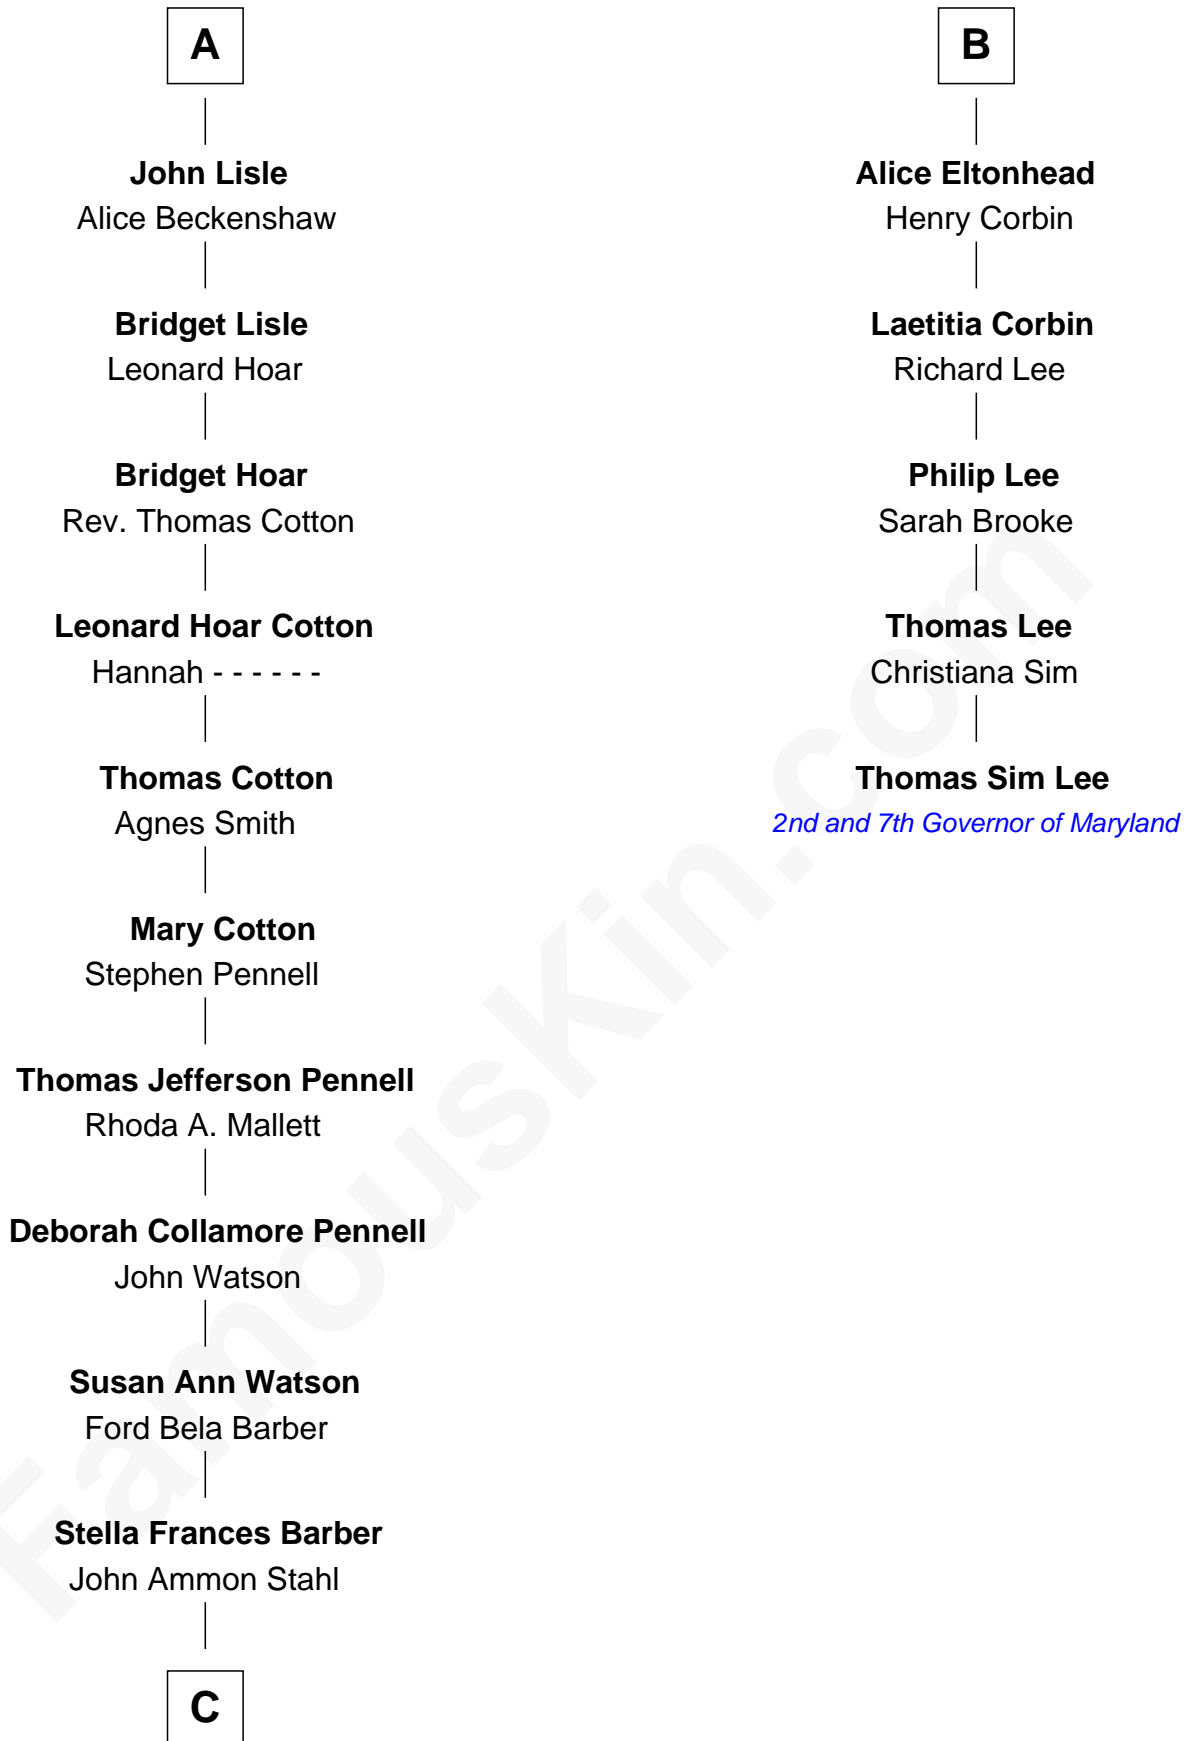 A
John Lisle
Alice Beckenshaw
Bridget Lisle
Leonard Hoar
Bridget Hoar
Rev. Thomas Cotton
Leonard Hoar Cotton
Hannah - - - - - -
Thomas Cotton
Agnes Smith
Mary Cotton
Stephen Pennell
Thomas Jefferson Pennell
Rhoda A. Mallett
Deborah Collamore Pennell
John Watson
Susan Ann Watson
Ford Bela Barber
Stella Frances Barber
John Ammon Stahl
C
B
Alice Eltonhead
Henry Corbin
Laetitia Corbin
Richard Lee
Philip Lee
Sarah Brooke
Thomas Lee
Christiana Sim
Thomas Sim Lee
2nd and 7th Governor of Maryland
FamousKin.com